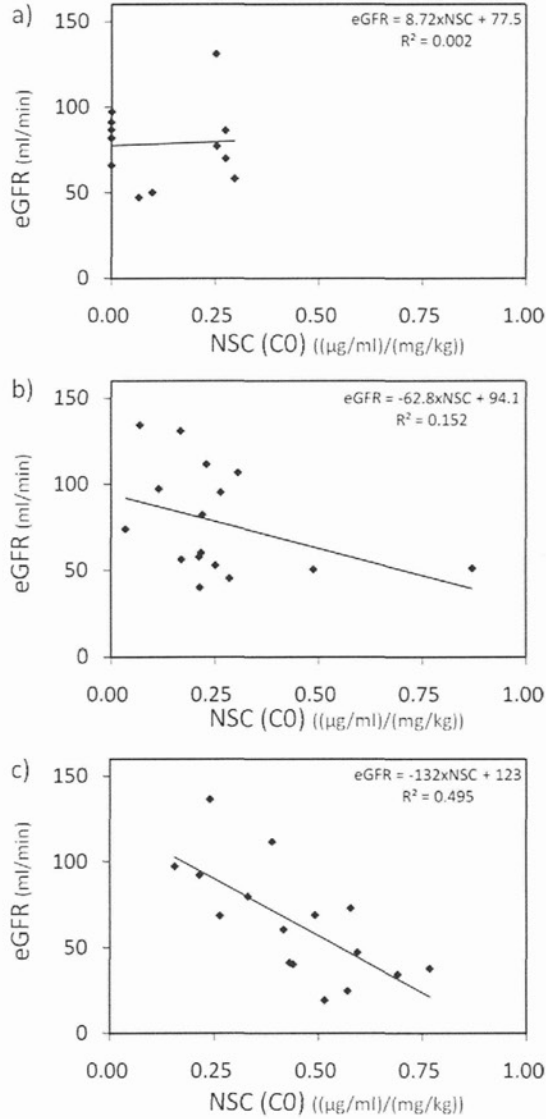 a)
eGFR = 8.72xNSC + 77.5
R² = 0.002
150
100
50
0
eGFR (ml/min)
0.00 0.25 0.50 0.75 1.00
NSC (C0) ((μg/ml)/(mg/kg))
b)
eGFR = -62.8xNSC + 94.1
R² = 0.152
150
100
50
0
eGFR (ml/min)
0.00 0.25 0.50 0.75 1.00
NSC (C0) ((μg/ml)/(mg/kg))
c)
eGFR = -132xNSC + 123
R² = 0.495
150
100
50
0
eGFR (ml/min)
0.00 0.25 0.50 0.75 1.00
NSC (C0) ((μg/ml)/(mg/kg))